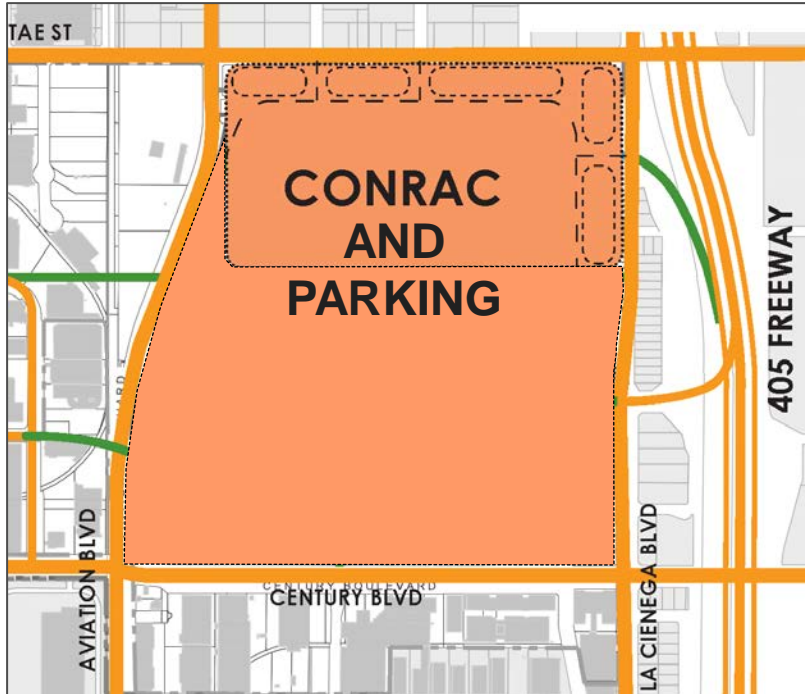 TAE ST
CONRAC
AND
PARKING
405 FREEWAY
AVIATION BLVD
CENTURY BOULEVARD
CENTURY BLVD
LA CIENEGA BLVD